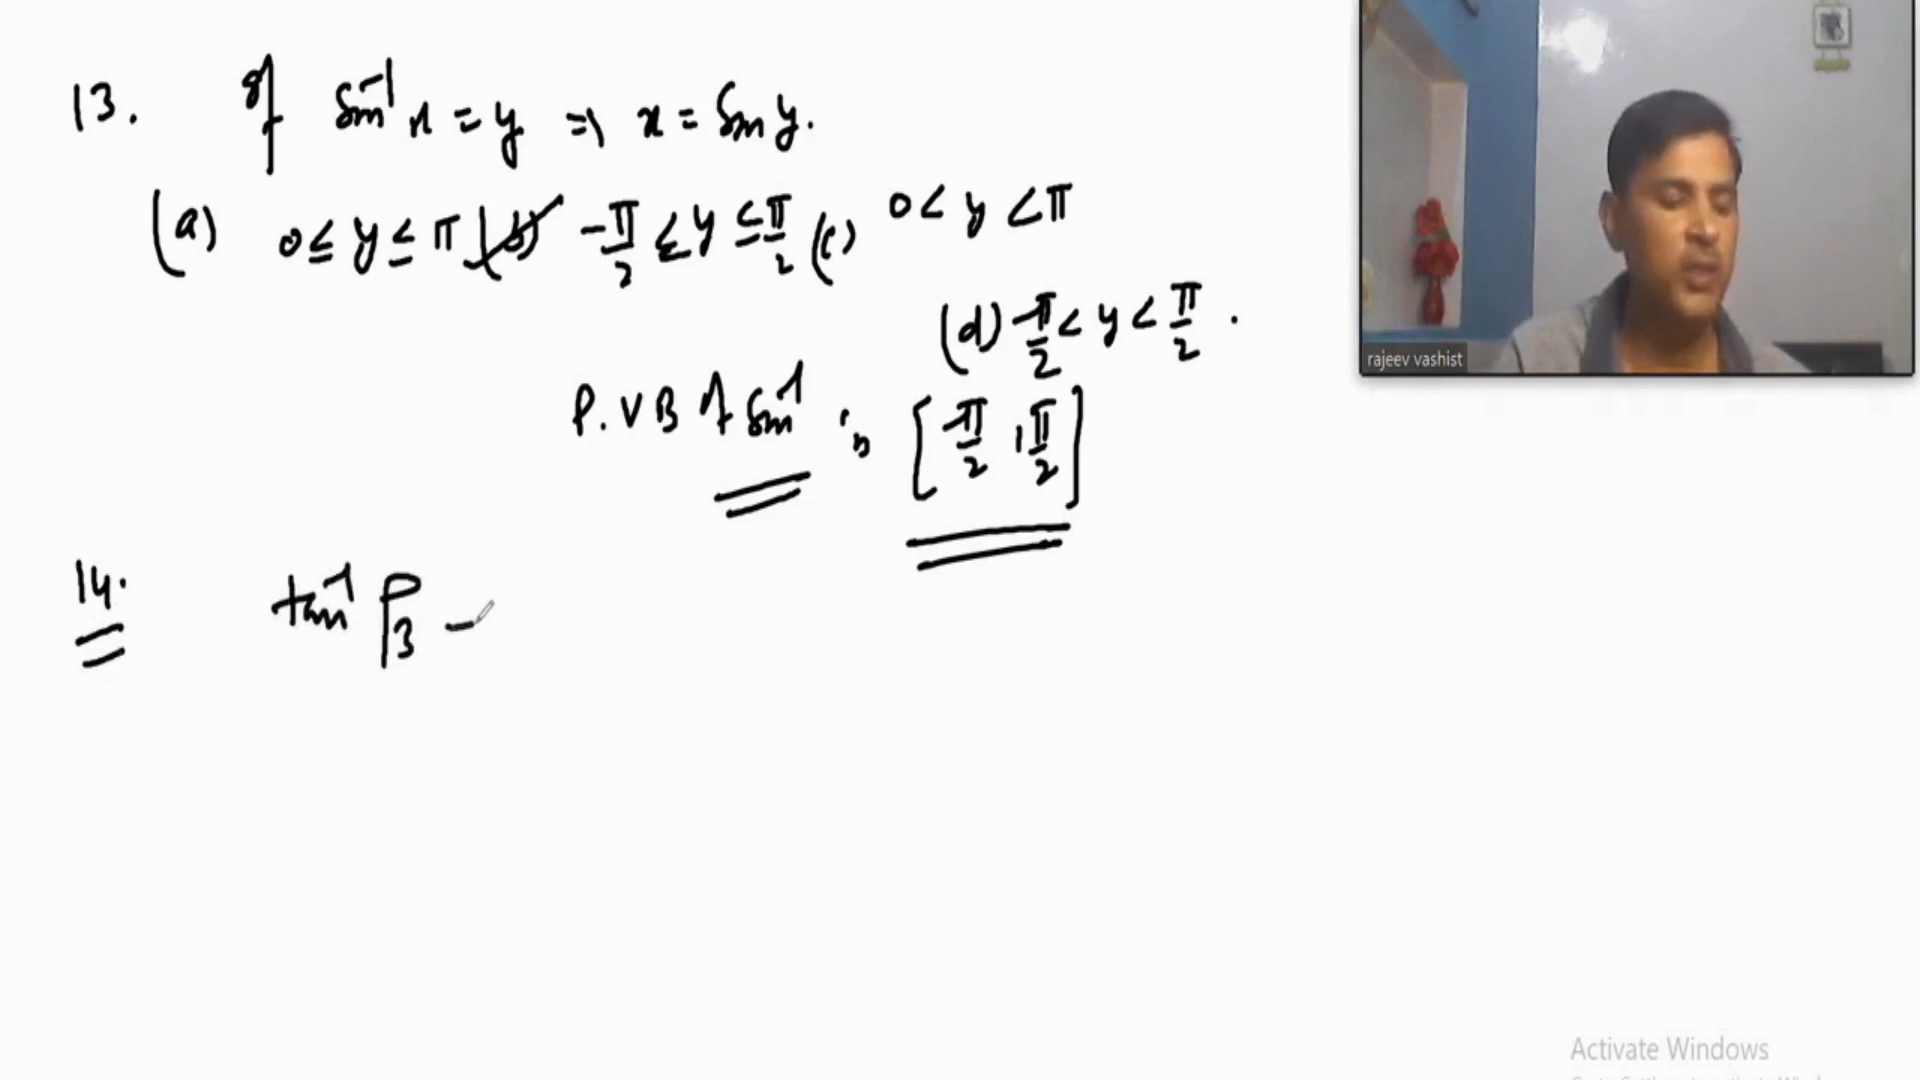 13. If Sin⁻¹ x = y ⇒ x = Sin y.
(a) 0 ≤ y ≤ π (b) -π/2 ≤ y ≤ π/2 (c) 0 < y < π
(d) -π/2 < y < π/2 .
P. V B of Sin⁻¹ is [-π/2 , π/2]
14. tan⁻¹ √3 -
rajeev vashist
Activate Windows